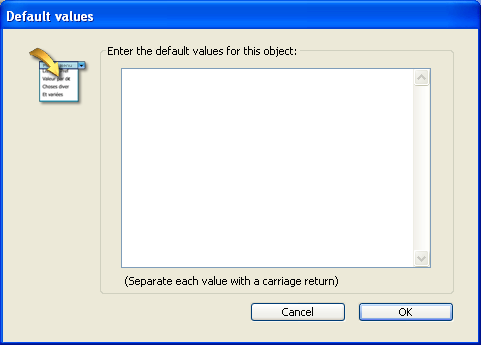 Default values
Enter the default values for this object:
Valeur par dé
Choses diver
Et variées
(Separate each value with a carriage return)
Cancel
OK